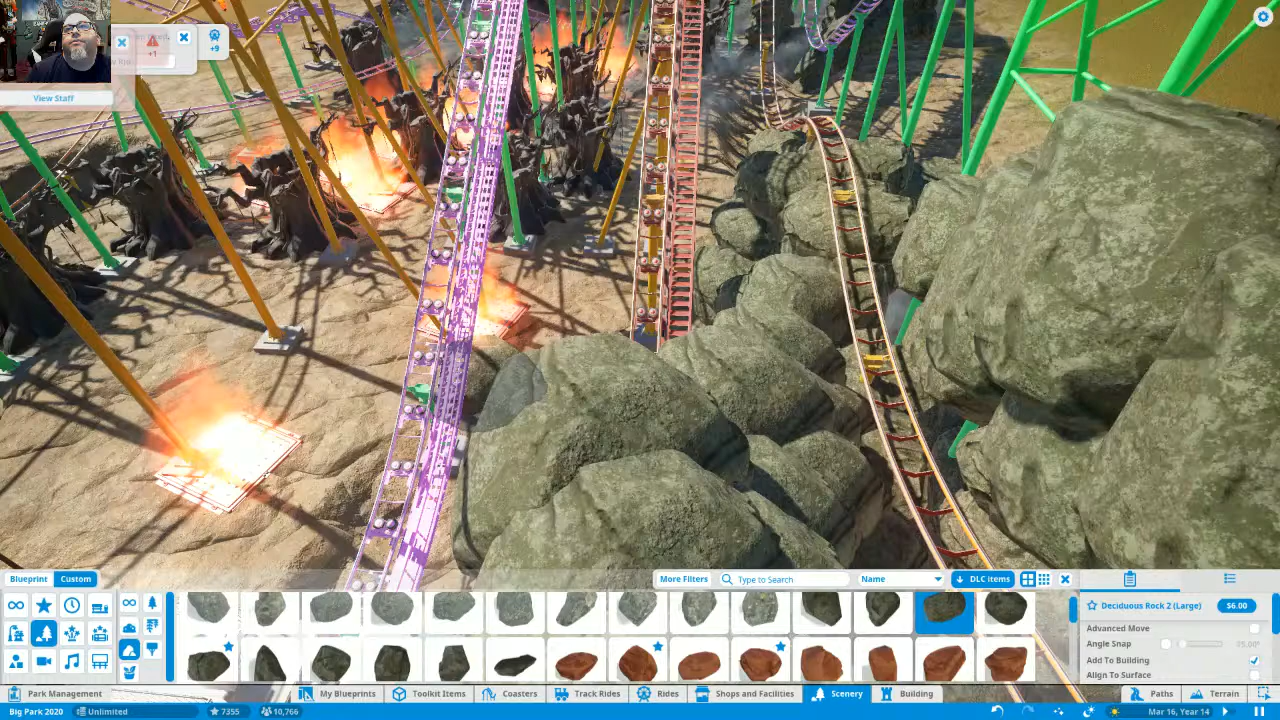 +1
+9
View Staff
Blueprint Custom
More Filters Type to Search Name DLC items
Deciduous Rock 2 (Large) $6.00
Advanced Move
Angle Snap
Add To Building
Align To Surface
Park Management My Blueprints Toolkit Items Coasters Track Rides Rides Shops and Facilities Scenery Building Paths Terrain
Big Park 2020 Unlimited 7355 10,766 Mar 16, Year 14